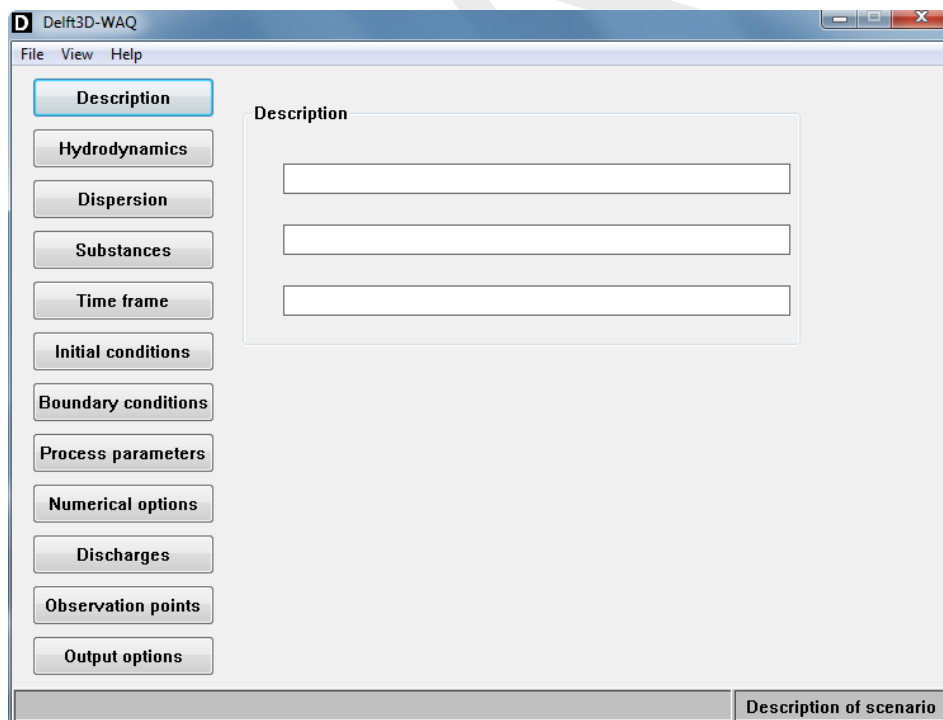 D Delft3D-WAQ
File View Help
Description
Hydrodynamics
Dispersion
Substances
Time frame
Initial conditions
Boundary conditions
Process parameters
Numerical options
Discharges
Observation points
Output options
Description
Description of scenario